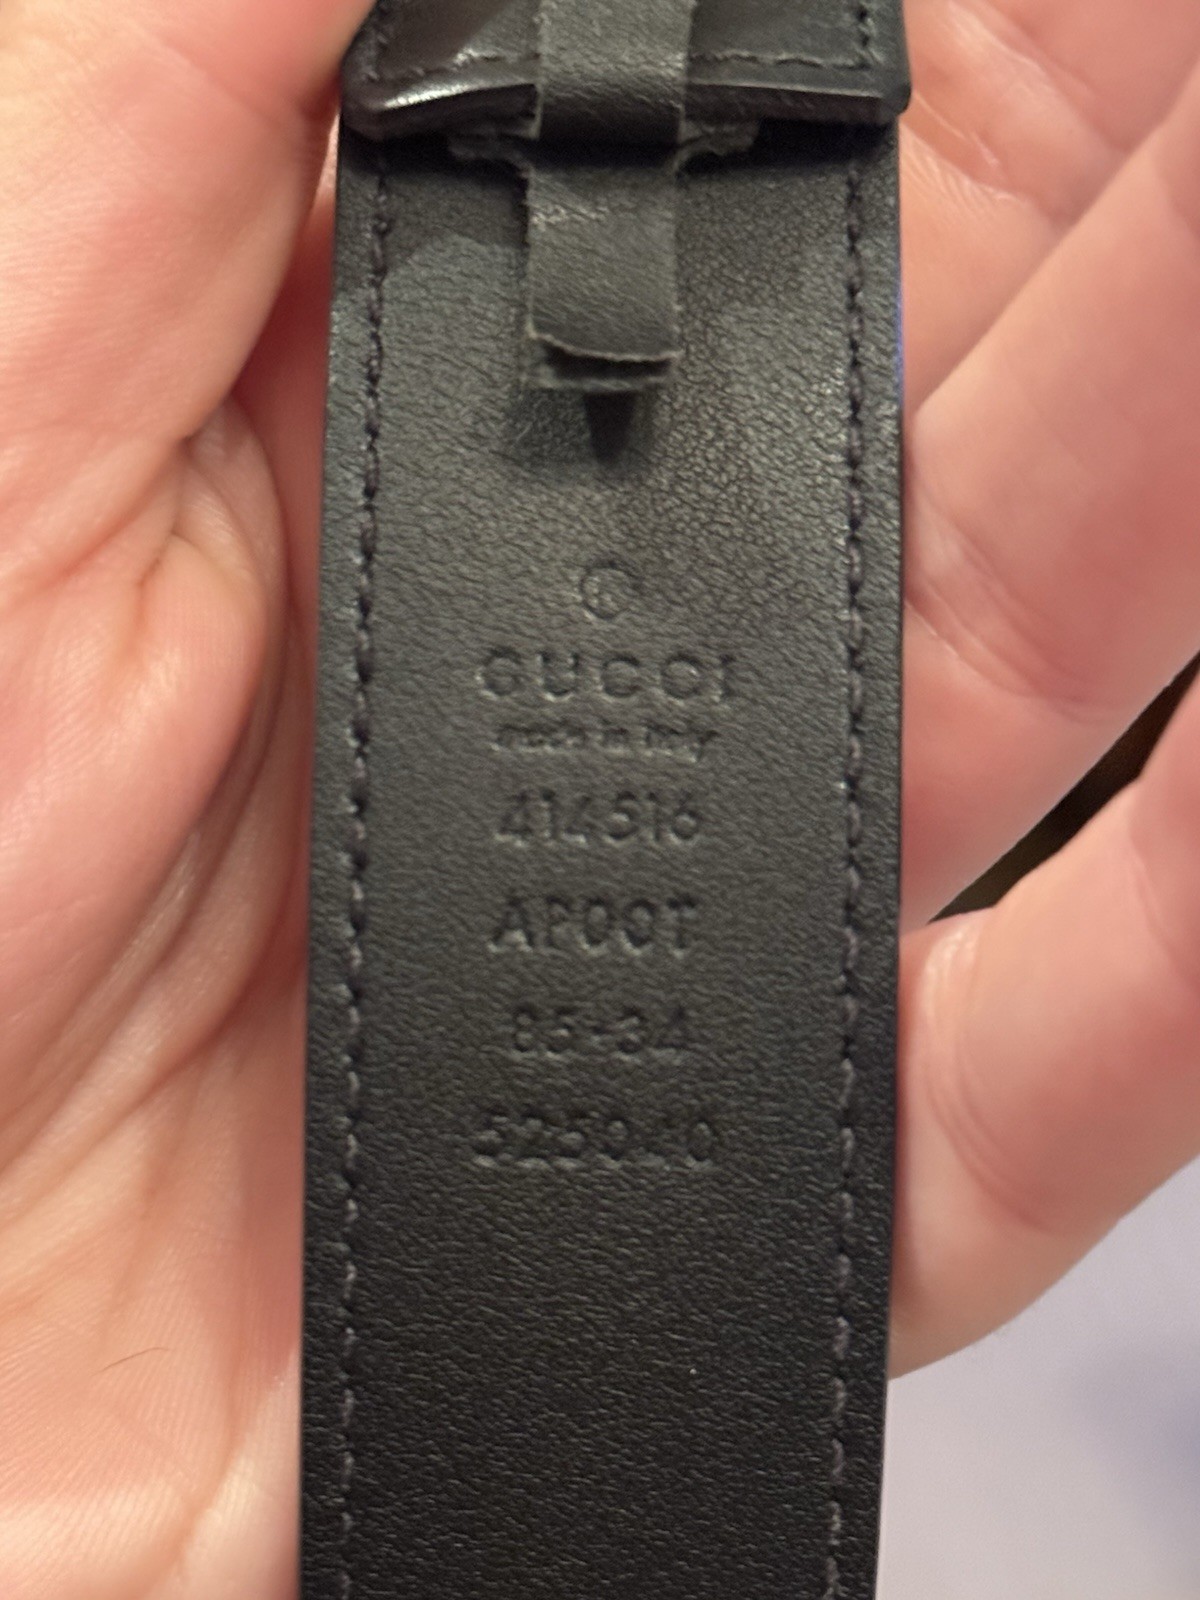 ®
GUCCI
made in Italy
414516
AP00T
85-34
525040